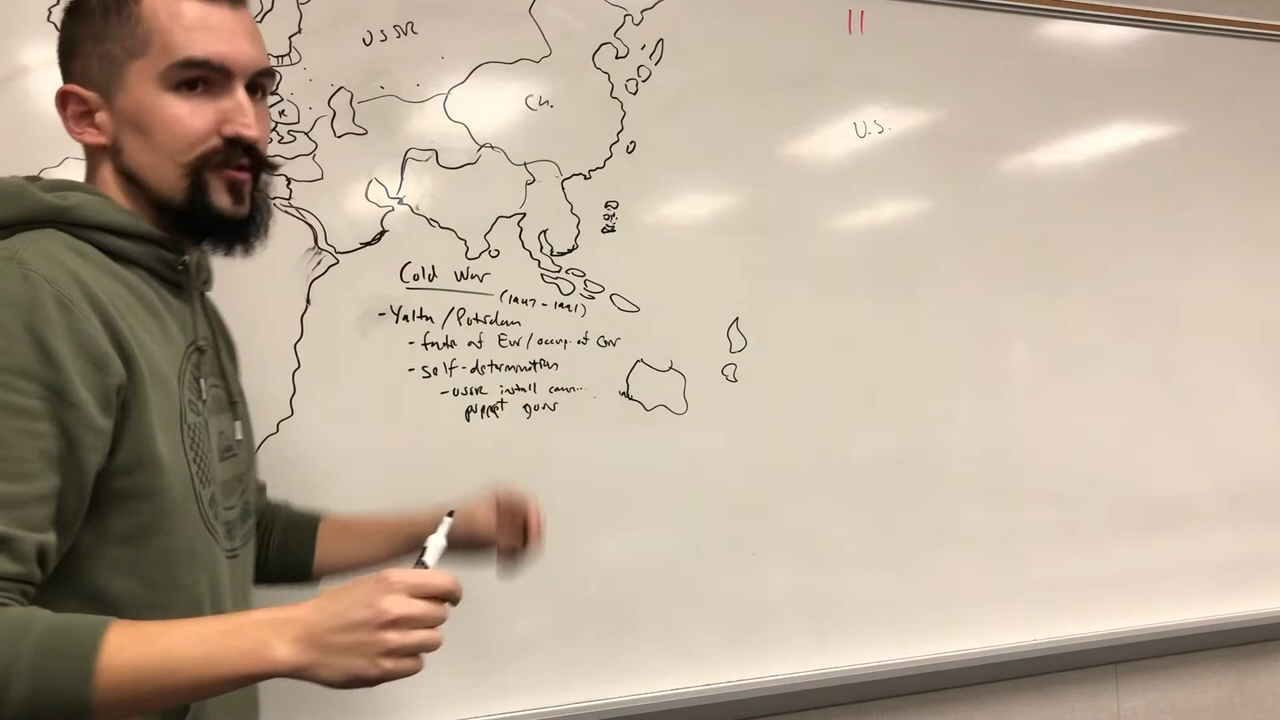 USSR
11
Ch.
U.S.
K
Cold War
(1947-1991)
- Yalta/Potsdam
- fate of Eur/occup. of Ger
- self-determination
- USSR install comm...
puppet govs